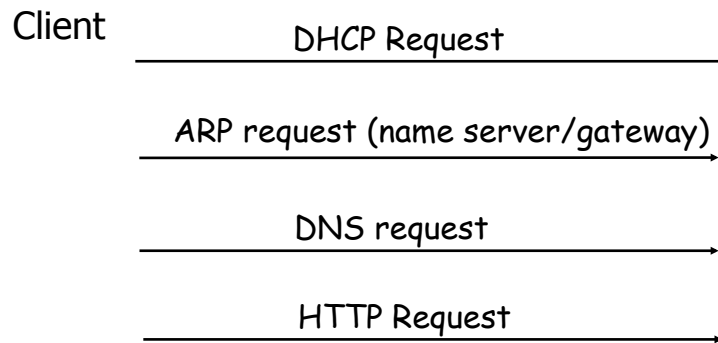 Client
DHCP Request
ARP request (name server/gateway)
DNS request
HTTP Request